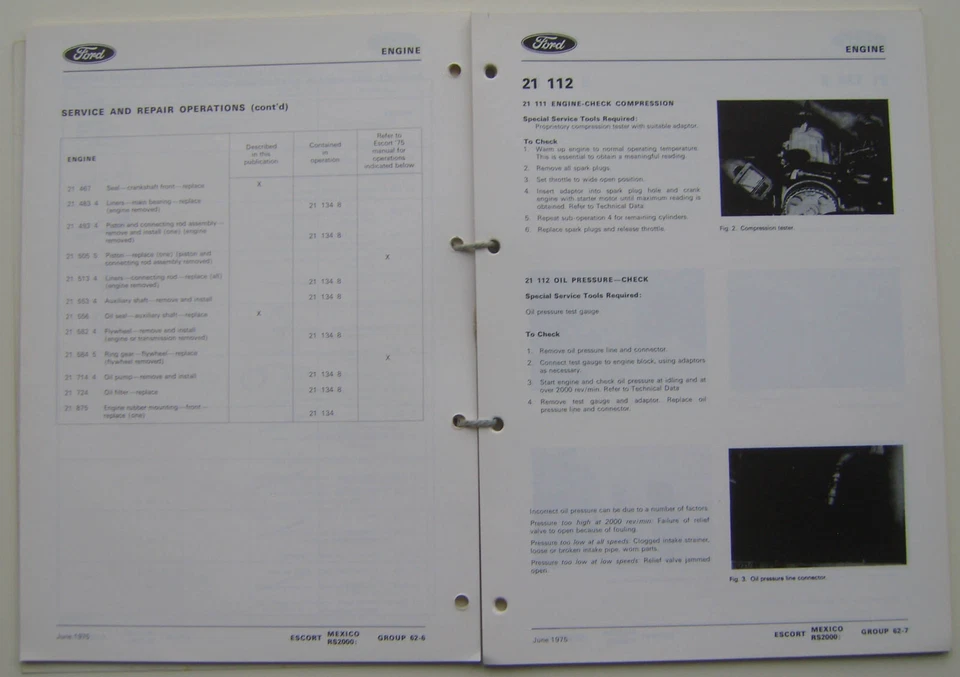 Ford
ENGINE
SERVICE AND REPAIR OPERATIONS (cont'd)
ENGINE
Described
in this
publication
Contained
in
operation
Refer to
Escort '75
manual for
operations
indicated below
21 467 Seal—crankshaft front—replace X
21 483 4 Liners—main bearing—replace
(engine removed) 21 134 8
21 493 4 Piston and connecting rod assembly—
remove and install (one) (engine
removed) 21 134 8
21 505 5 Piston—replace (one) (piston and
connecting rod assembly removed) X
21 513 4 Liners—connecting rod—replace (all)
(engine removed) 21 134 8
21 553 4 Auxiliary shaft—remove and install 21 134 8
21 556 Oil seal—auxiliary shaft—replace X
21 582 4 Flywheel—remove and install
(engine or transmission removed) 21 134 8
21 584 5 Ring gear—flywheel—replace
(flywheel removed) X
21 714 4 Oil pump—remove and install 21 134 8
21 724 Oil filter—replace 21 134 8
21 875 Engine rubber mounting—front—
replace (one) 21 134
June 1975
ESCORT MEXICO
RS2000:
GROUP 62-6
Ford
ENGINE
21 112
21 111 ENGINE-CHECK COMPRESSION
Special Service Tools Required:
Proprietory compression tester with suitable adaptor.
To Check
1. Warm up engine to normal operating temperature.
This is essential to obtain a meaningful reading.
2. Remove all spark plugs.
3. Set throttle to wide open position.
4. Insert adaptor into spark plug hole and crank
engine with starter motor until maximum reading is
obtained. Refer to Technical Data
5. Repeat sub-operation 4 for remaining cylinders.
6. Replace spark plugs and release throttle.
Fig. 2. Compression tester.
21 112 OIL PRESSURE—CHECK
Special Service Tools Required:
Oil pressure test gauge
To Check
1. Remove oil pressure line and connector.
2. Connect test gauge to engine block, using adaptors
as necessary.
3. Start engine and check oil pressure at idling and at
over 2000 rev/min. Refer to Technical Data
4. Remove test gauge and adaptor. Replace oil
pressure line and connector.
Incorrect oil pressure can be due to a number of factors.
Pressure too high at 2000 rev/min: Failure of relief
valve to open because of fouling.
Pressure too low at all speeds: Clogged intake strainer,
loose or broken intake pipe, worn parts.
Pressure too low at low speeds: Relief valve jammed
open.
Fig. 3. Oil pressure line connector.
June 1975
ESCORT MEXICO
RS2000:
GROUP 62-7